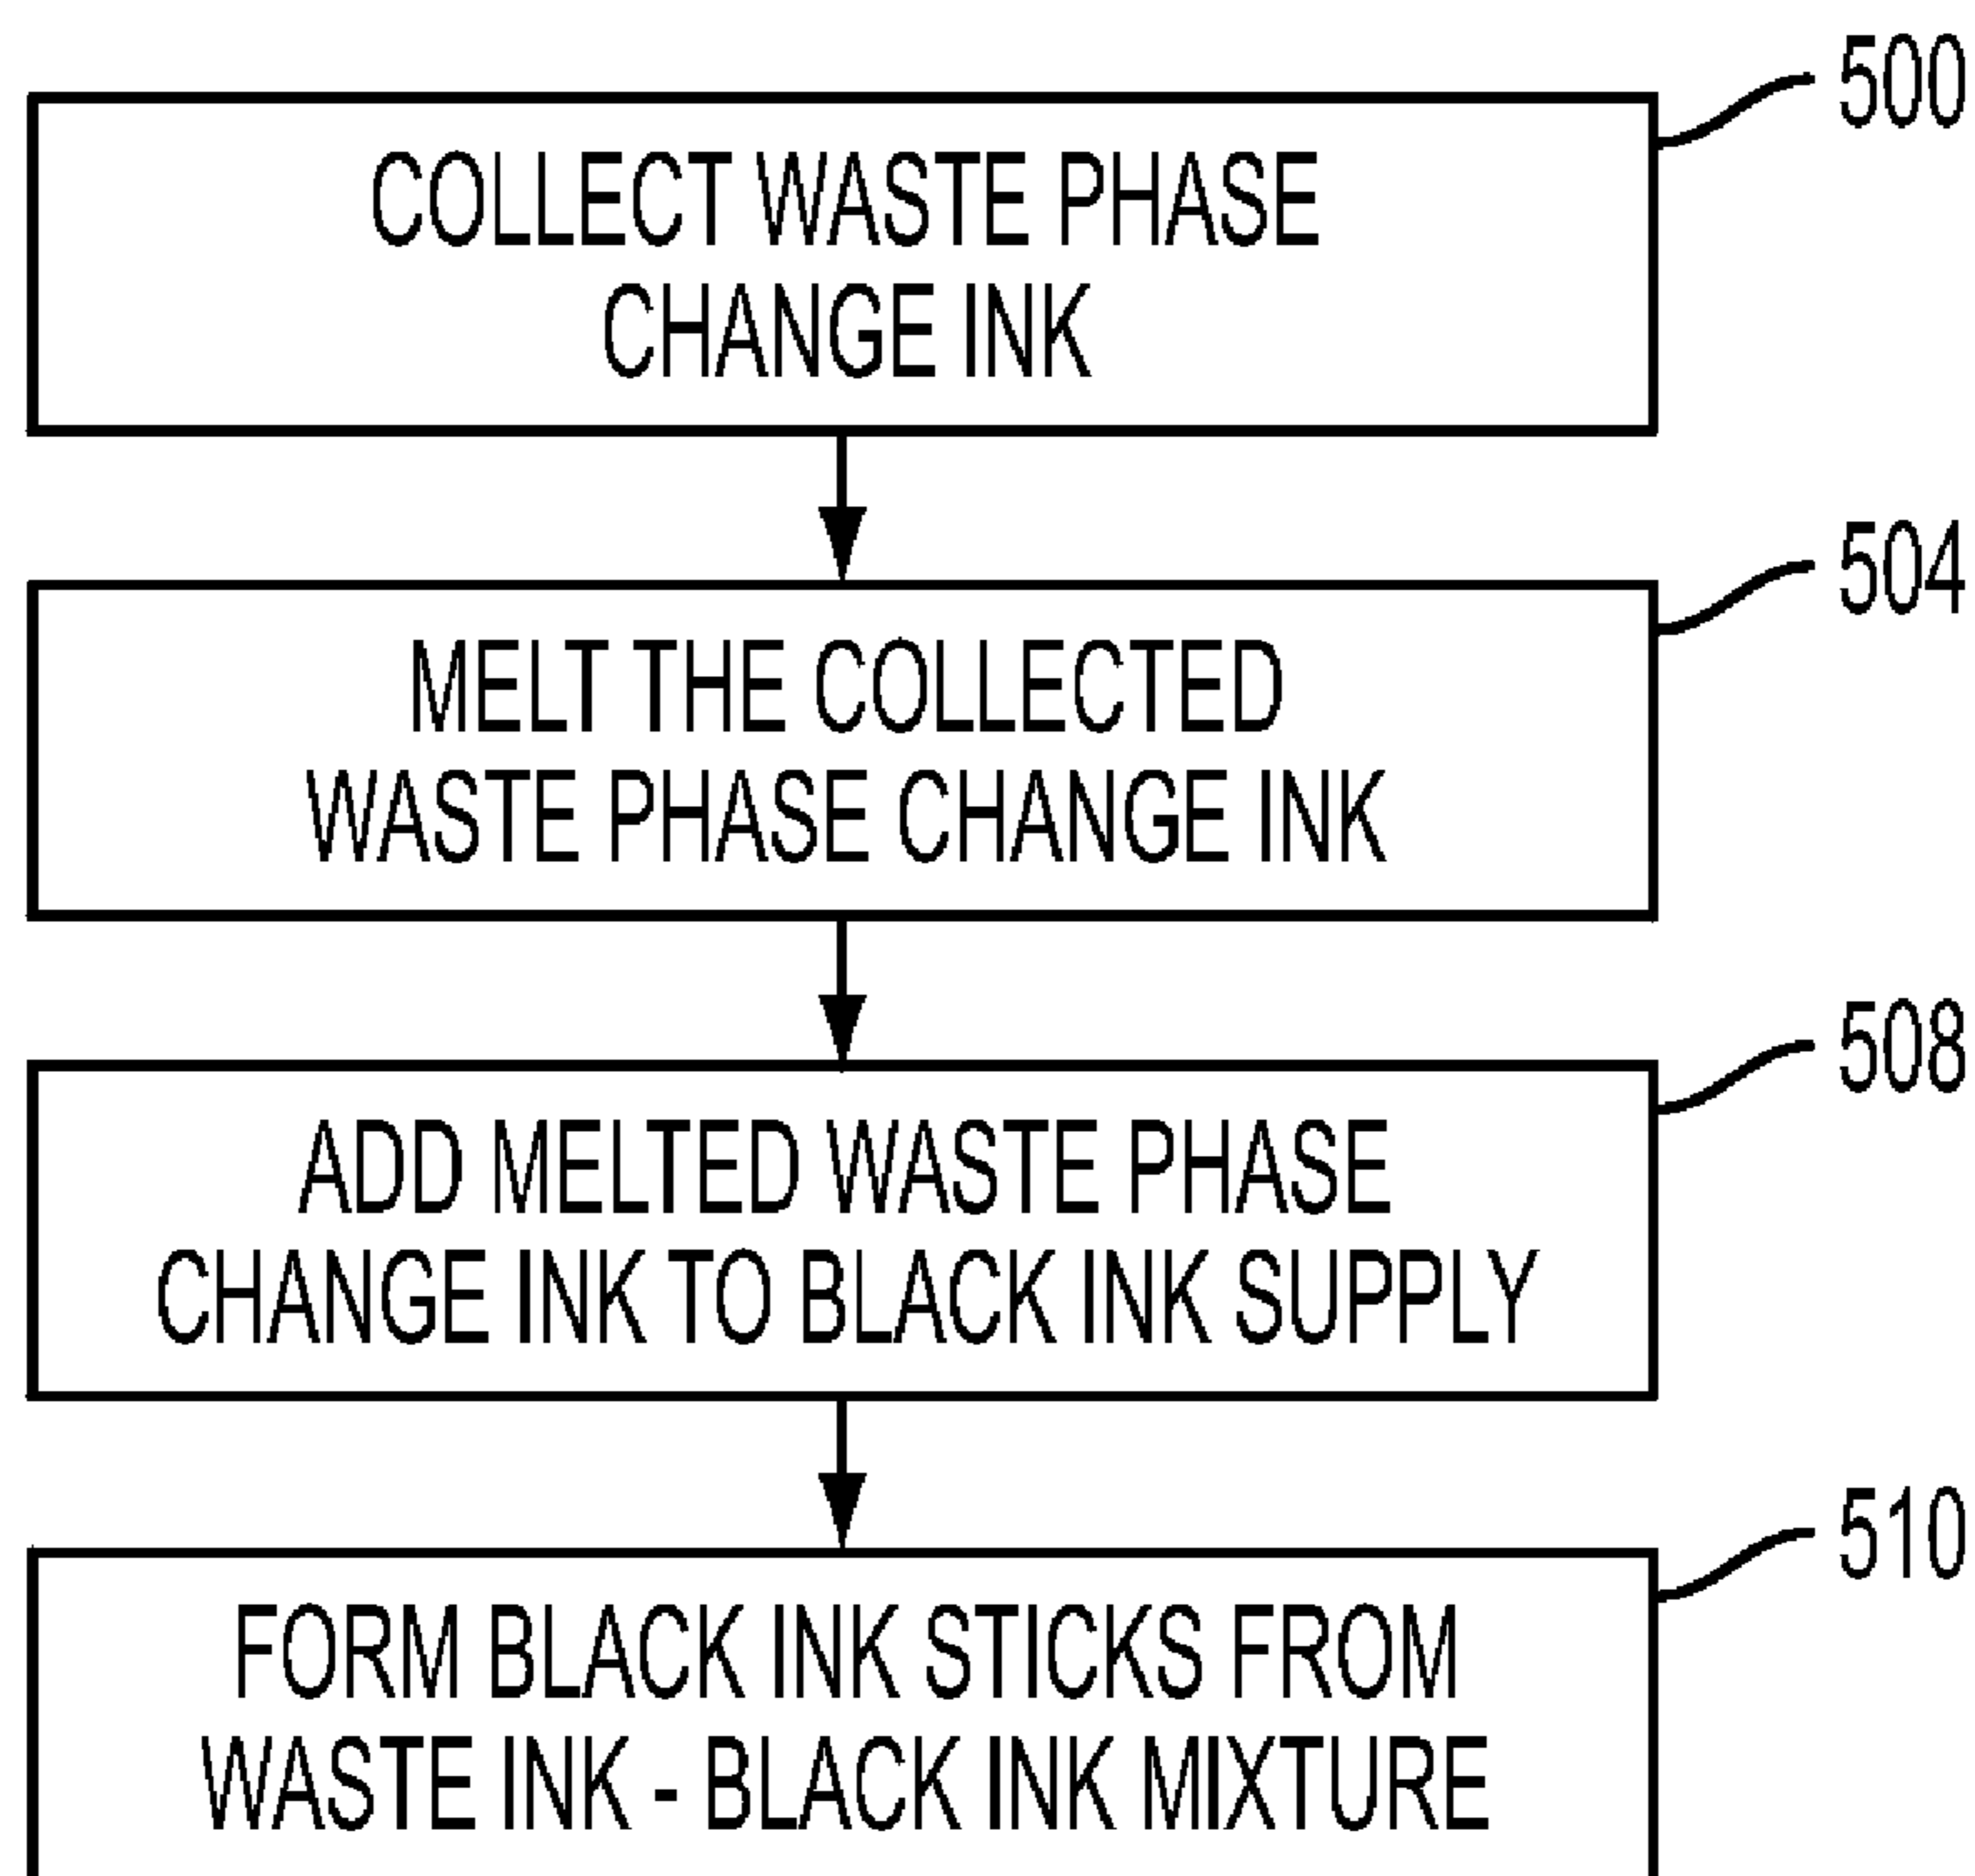 500
COLLECT WASTE PHASE
CHANGE INK
504
MELT THE COLLECTED
WASTE PHASE CHANGE INK
508
ADD MELTED WASTE PHASE
CHANGE INK TO BLACK INK SUPPLY
510
FORM BLACK INK STICKS FROM
WASTE INK - BLACK INK MIXTURE